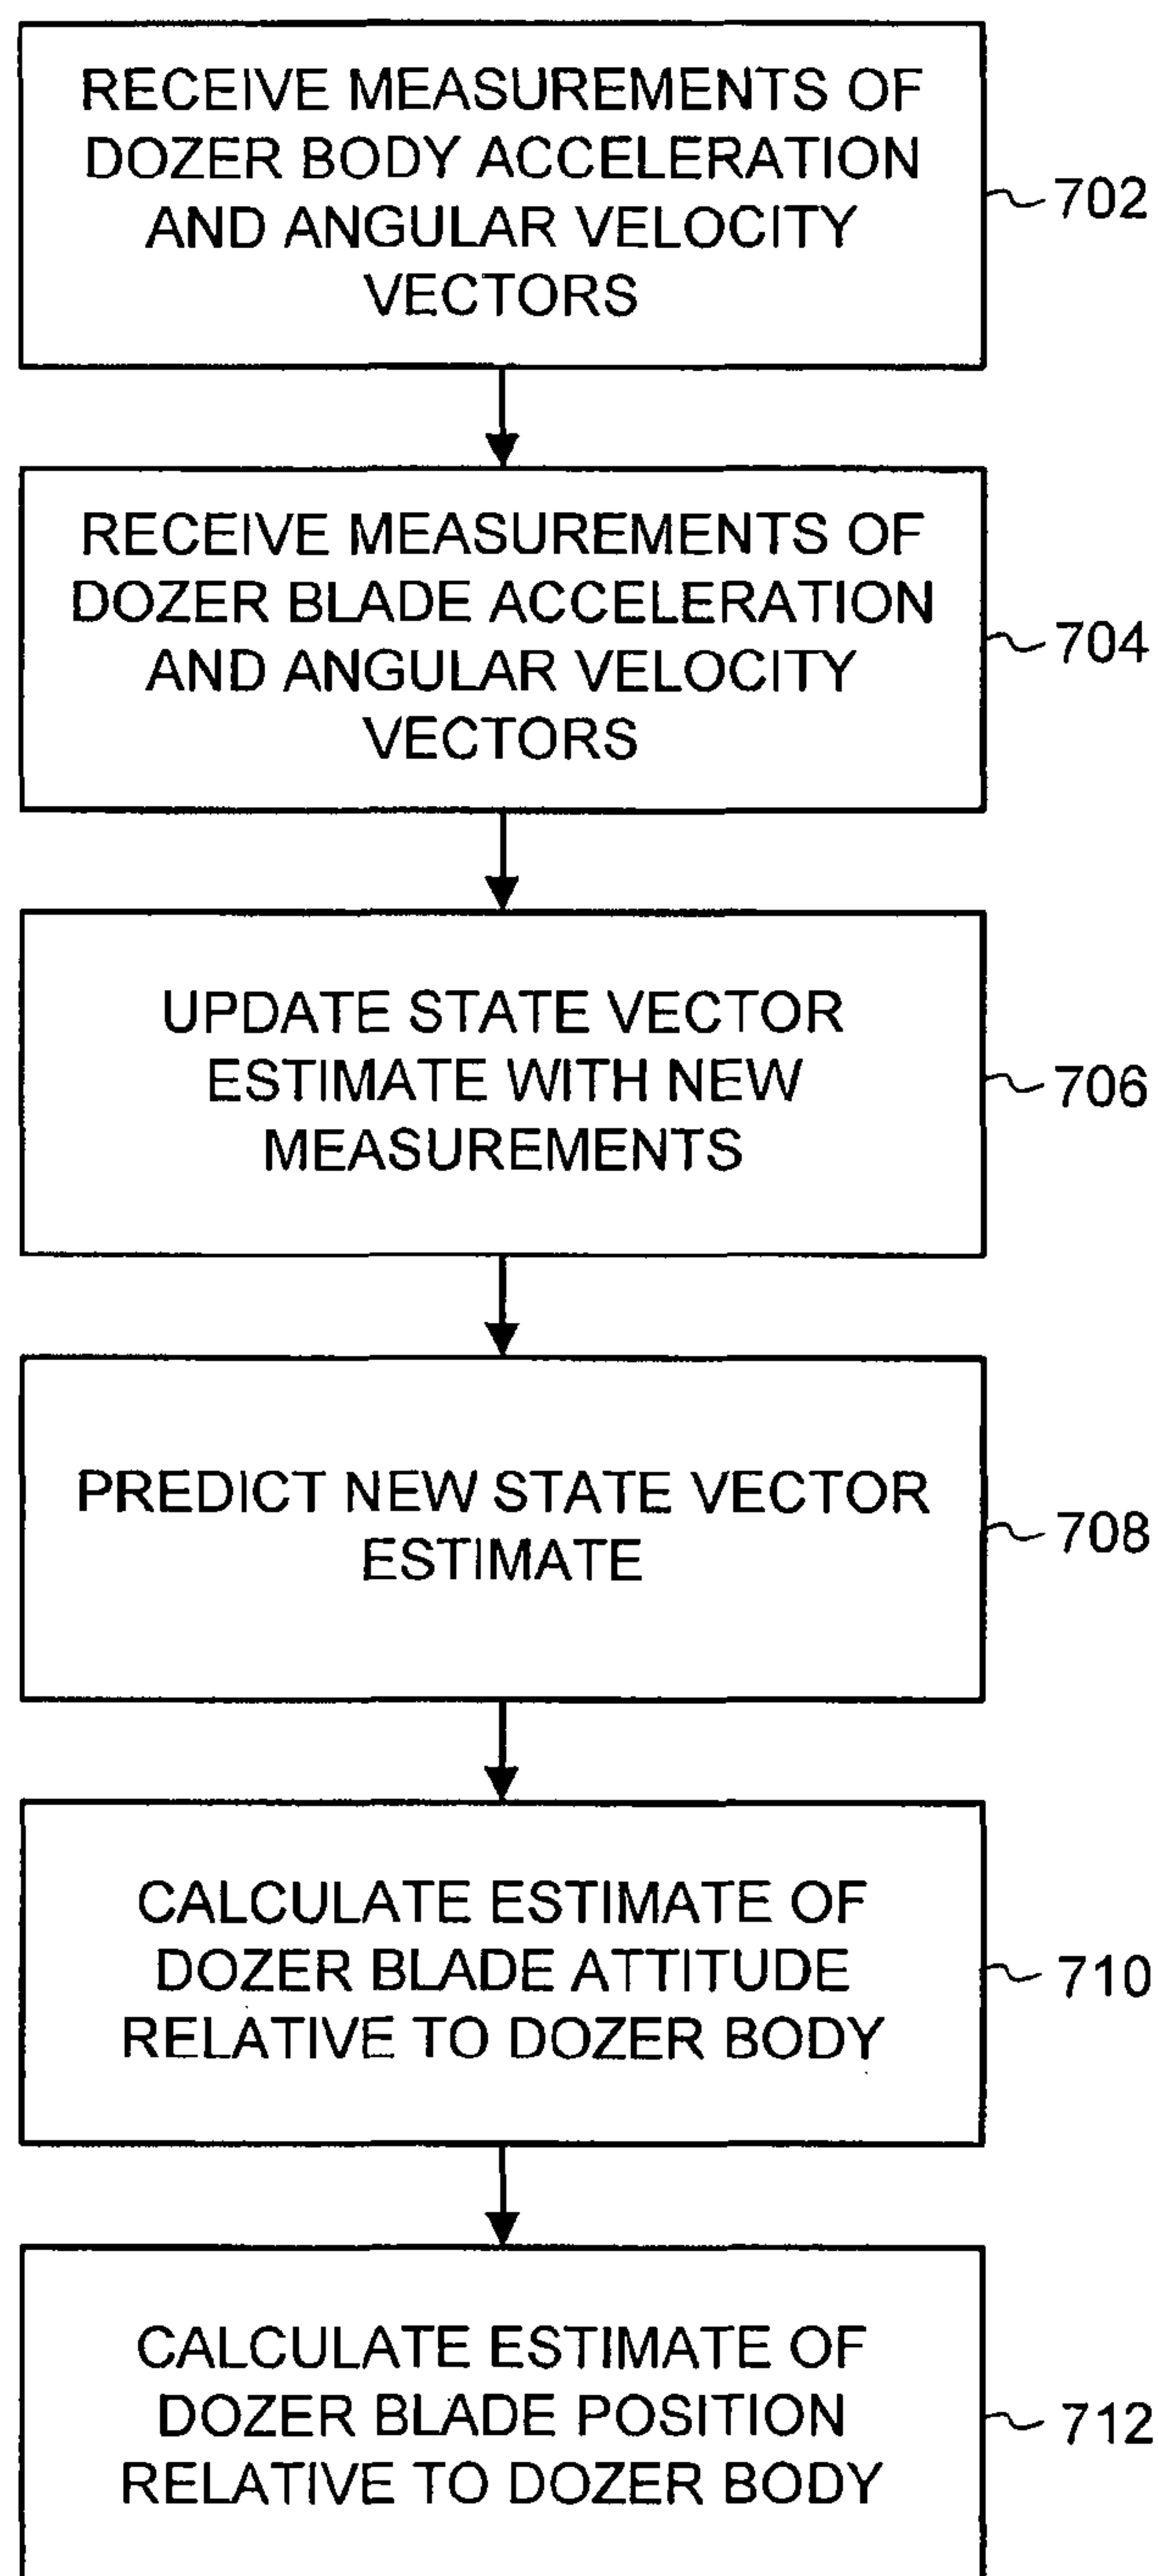 RECEIVE MEASUREMENTS OF
DOZER BODY ACCELERATION
AND ANGULAR VELOCITY
VECTORS
702
RECEIVE MEASUREMENTS OF
DOZER BLADE ACCELERATION
AND ANGULAR VELOCITY
VECTORS
704
UPDATE STATE VECTOR
ESTIMATE WITH NEW
MEASUREMENTS
706
PREDICT NEW STATE VECTOR
ESTIMATE
708
CALCULATE ESTIMATE OF
DOZER BLADE ATTITUDE
RELATIVE TO DOZER BODY
710
CALCULATE ESTIMATE OF
DOZER BLADE POSITION
RELATIVE TO DOZER BODY
712